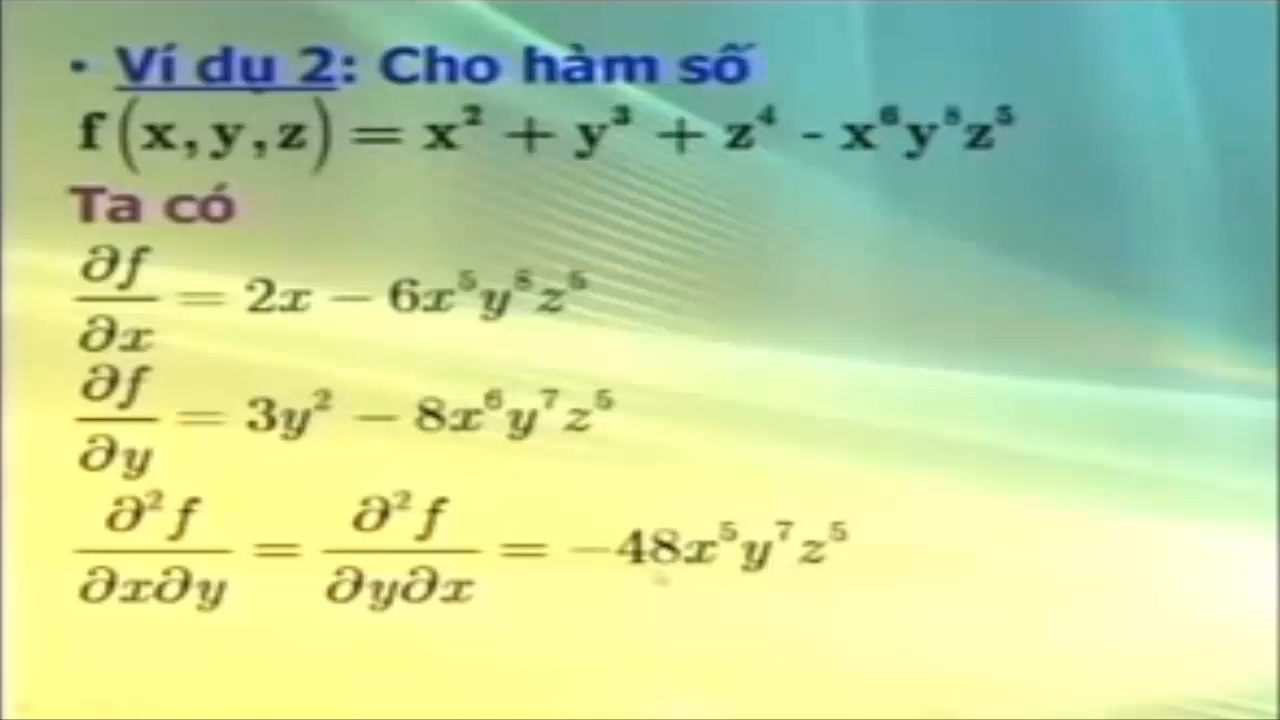 • Ví dụ 2: Cho hàm số
f(x,y,z) = x² + y³ + z⁴ - x⁶y⁸z⁵
Ta có
∂f/∂x = 2x − 6x⁵y⁸z⁵
∂f/∂y = 3y² − 8x⁶y⁷z⁵
∂²f/∂x∂y = ∂²f/∂y∂x = −48x⁵y⁷z⁵